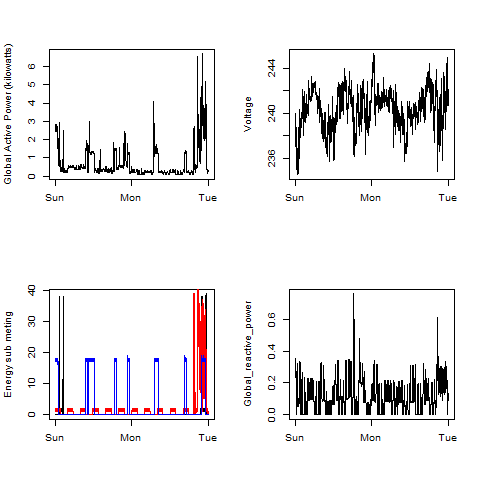 Global Active Power (kilowatts)
0 1 2 3 4 5 6
Sun Mon Tue
Voltage
236 240 244
Sun Mon Tue
Energy sub meting
0 10 20 30 40
Sun Mon Tue
Global_reactive_power
0.0 0.2 0.4 0.6
Sun Mon Tue